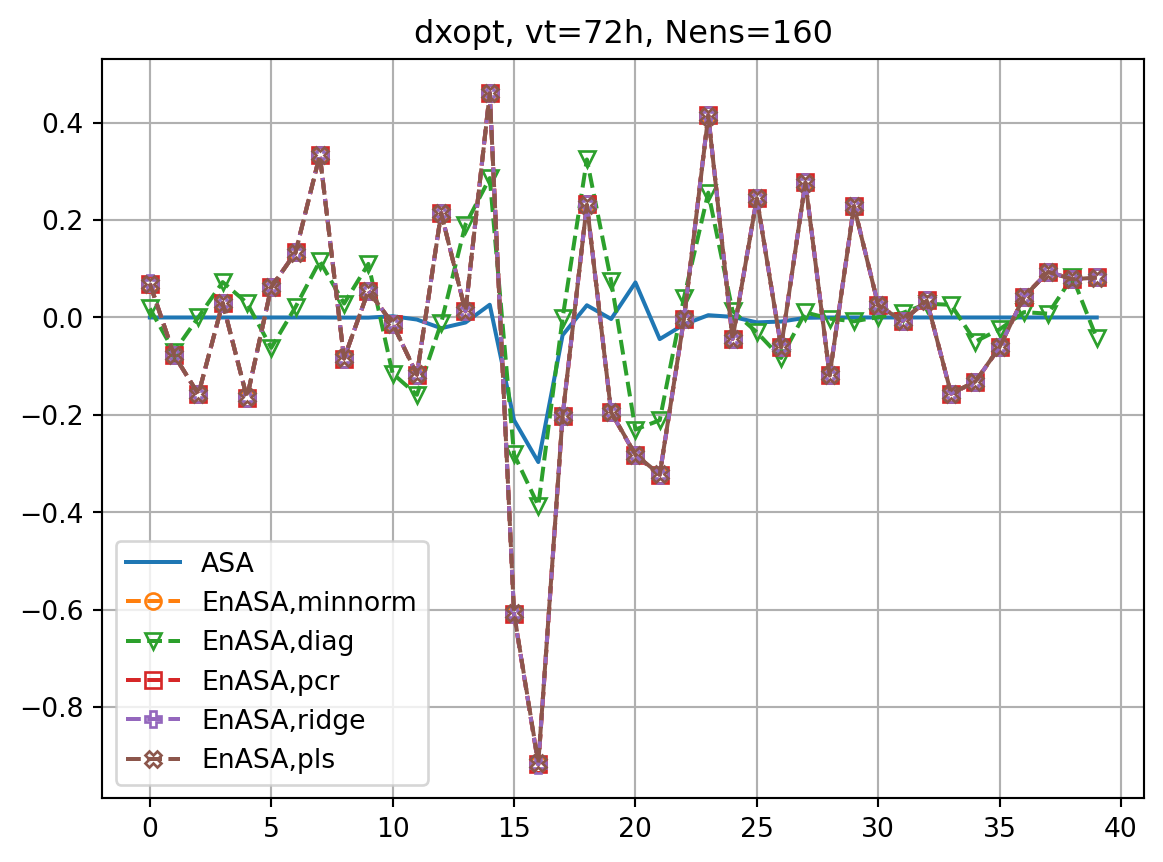 dxopt, vt=72h, Nens=160
0.4
0.2
0.0
−0.2
−0.4
−0.6
−0.8
ASA
EnASA,minnorm
EnASA,diag
EnASA,pcr
EnASA,ridge
EnASA,pls
0 5 10 15 20 25 30 35 40